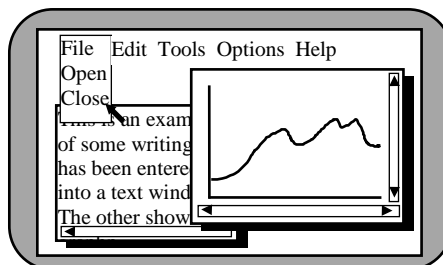 File Edit Tools Options Help
Open
Close
This is an exam
of some writing
has been entere
into a text wind
The other show